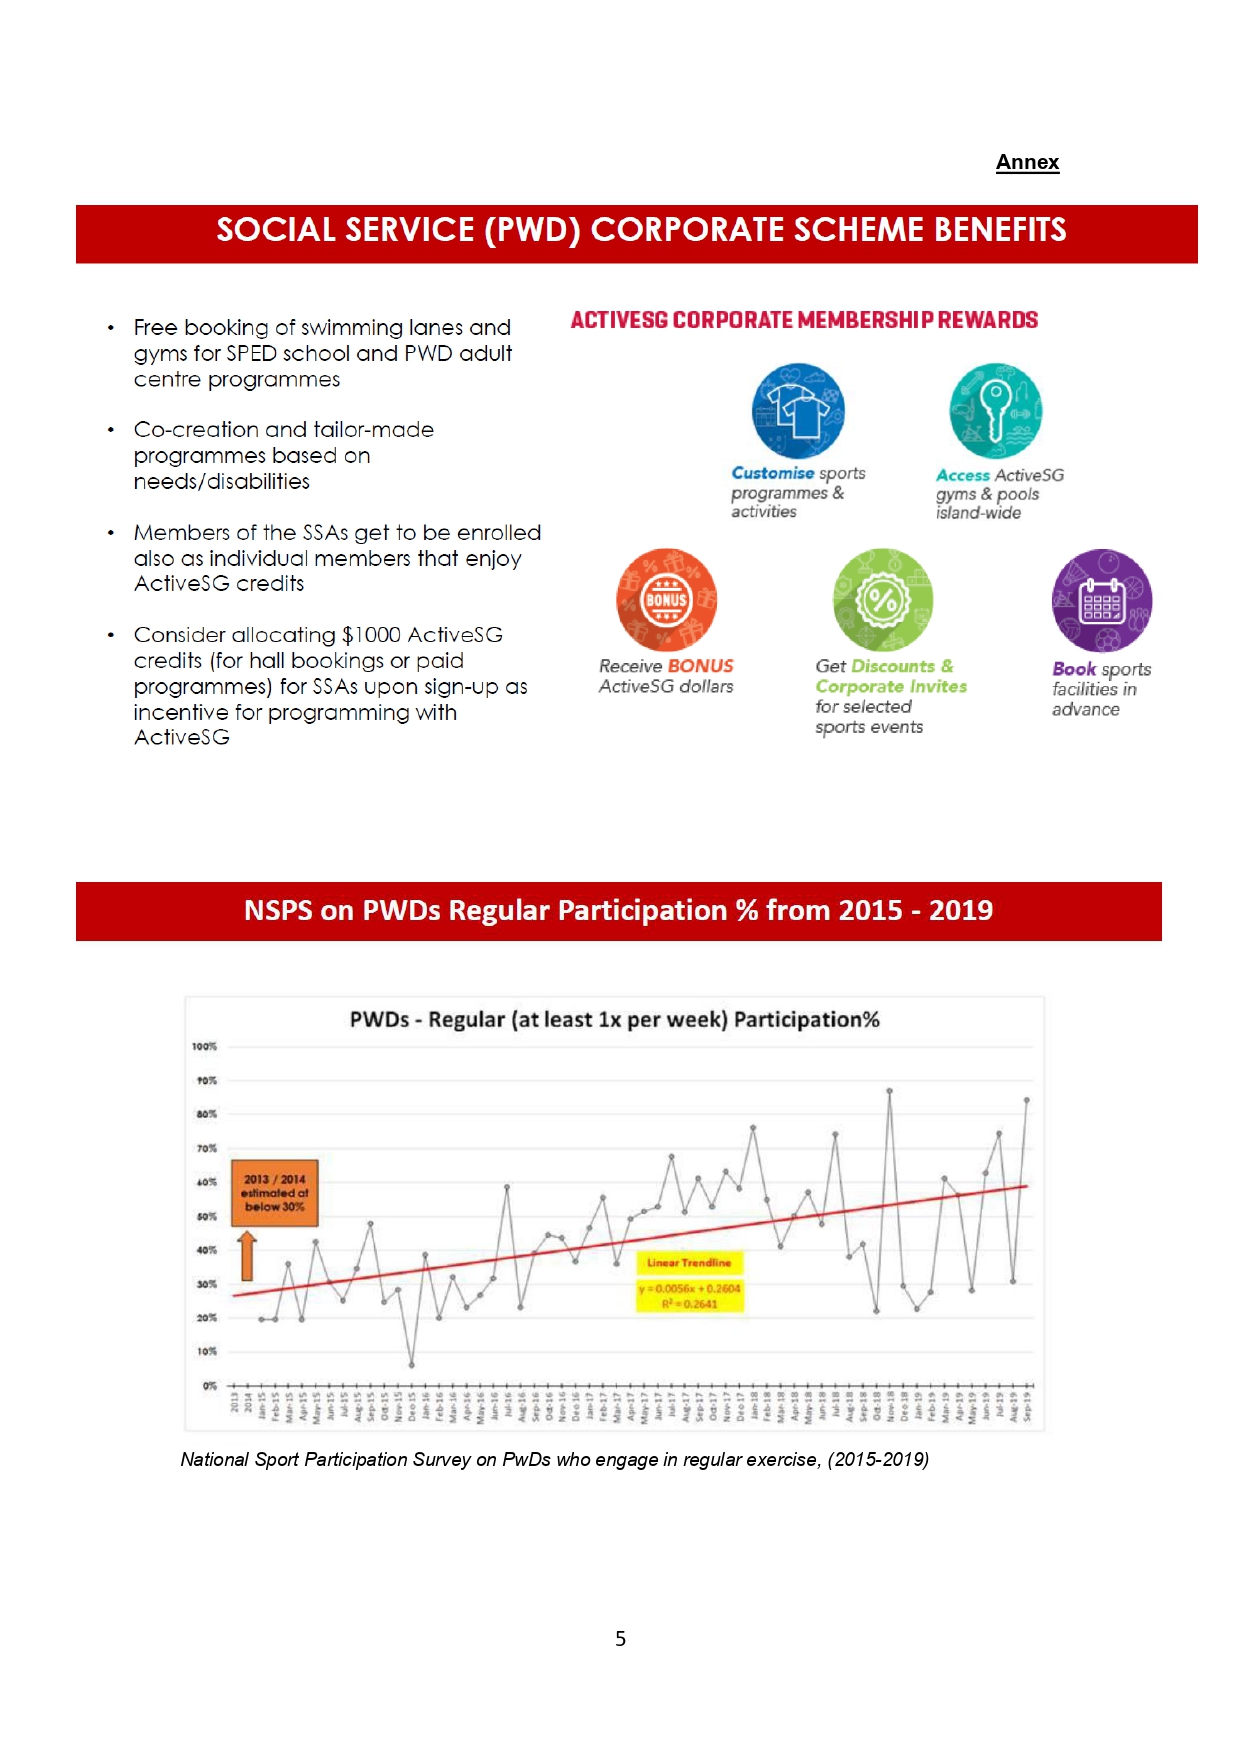 Annex
SOCIAL SERVICE (PWD) CORPORATE SCHEME BENEFITS
• Free booking of swimming lanes and
gyms for SPED school and PWD adult
centre programmes
• Co-creation and tailor-made
programmes based on
needs/disabilities
• Members of the SSAs get to be enrolled
also as individual members that enjoy
ActiveSG credits
• Consider allocating $1000 ActiveSG
credits (for hall bookings or paid
programmes) for SSAs upon sign-up as
incentive for programming with
ActiveSG
ACTIVESG CORPORATE MEMBERSHIP REWARDS
Customise sports
programmes &
activities
Access ActiveSG
gyms & pools
island-wide
BONUS
Receive BONUS
ActiveSG dollars
%
Get Discounts &
Corporate Invites
for selected
sports events
Book sports
facilities in
advance
NSPS on PWDs Regular Participation % from 2015 - 2019
PWDs - Regular (at least 1x per week) Participation%
100%
90%
80%
70%
60%
50%
40%
30%
20%
10%
0%
2013 / 2014
estimated at
below 30%
Linear Trendline
y = 0.0056x + 0.2604
R² = 0.2641
2013
2014
Jan-15
Feb-15
Mar-15
Apr-15
May-15
Jun-15
Jul-15
Aug-15
Sep-15
Oct-15
Nov-15
Dec-15
Jan-16
Feb-16
Mar-16
Apr-16
May-16
Jun-16
Jul-16
Aug-16
Sep-16
Oct-16
Nov-16
Dec-16
Jan-17
Feb-17
Mar-17
Apr-17
May-17
Jun-17
Jul-17
Aug-17
Sep-17
Oct-17
Nov-17
Dec-17
Jan-18
Feb-18
Mar-18
Apr-18
May-18
Jun-18
Jul-18
Aug-18
Sep-18
Oct-18
Nov-18
Dec-18
Jan-19
Feb-19
Mar-19
Apr-19
May-19
Jun-19
Jul-19
Aug-19
Sep-19
National Sport Participation Survey on PwDs who engage in regular exercise, (2015-2019)
5